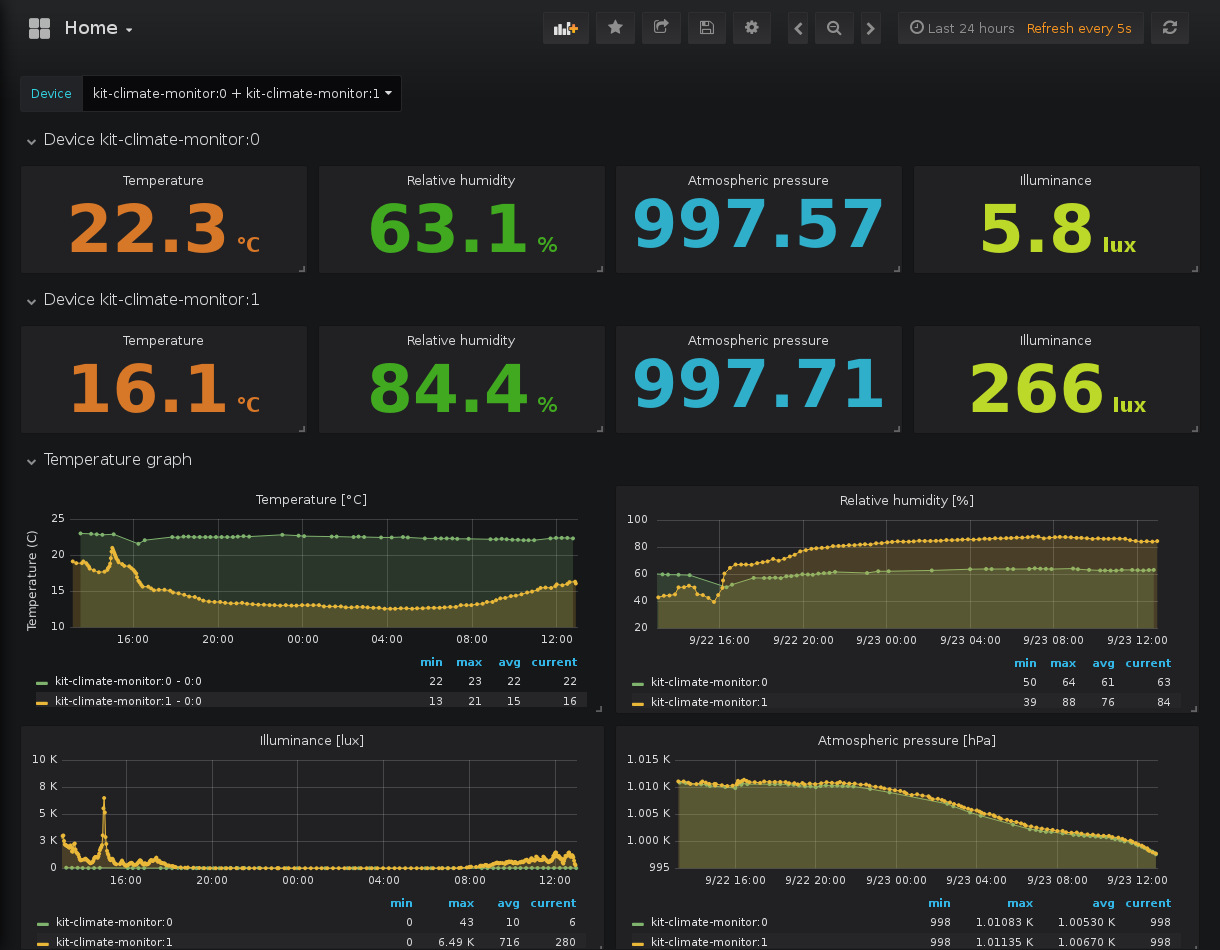 Home
Last 24 hours Refresh every 5s
Device kit-climate-monitor:0 + kit-climate-monitor:1
Device kit-climate-monitor:0
Temperature Relative humidity Atmospheric pressure Illuminance
22.3 °C 63.1 % 997.57 5.8 lux
Device kit-climate-monitor:1
Temperature Relative humidity Atmospheric pressure Illuminance
16.1 °C 84.4 % 997.71 266 lux
Temperature graph
Temperature [°C]
Temperature (C)
25
20
15
10
16:00 20:00 00:00 04:00 08:00 12:00
min max avg current
kit-climate-monitor:0 - 0:0 22 23 22 22
kit-climate-monitor:1 - 0:0 13 21 15 16
Relative humidity [%]
100
80
60
40
20
9/22 16:00 9/22 20:00 9/23 00:00 9/23 04:00 9/23 08:00 9/23 12:00
min max avg current
kit-climate-monitor:0 50 64 61 63
kit-climate-monitor:1 39 88 76 84
Illuminance [lux]
10 K
8 K
5 K
3 K
0
16:00 20:00 00:00 04:00 08:00 12:00
min max avg current
kit-climate-monitor:0 0 43 10 6
kit-climate-monitor:1 0 6.49 K 716 280
Atmospheric pressure [hPa]
1.015 K
1.010 K
1.005 K
1.000 K
995
9/22 16:00 9/22 20:00 9/23 00:00 9/23 04:00 9/23 08:00 9/23 12:00
min max avg current
kit-climate-monitor:0 998 1.01083 K 1.00530 K 998
kit-climate-monitor:1 998 1.01135 K 1.00670 K 998